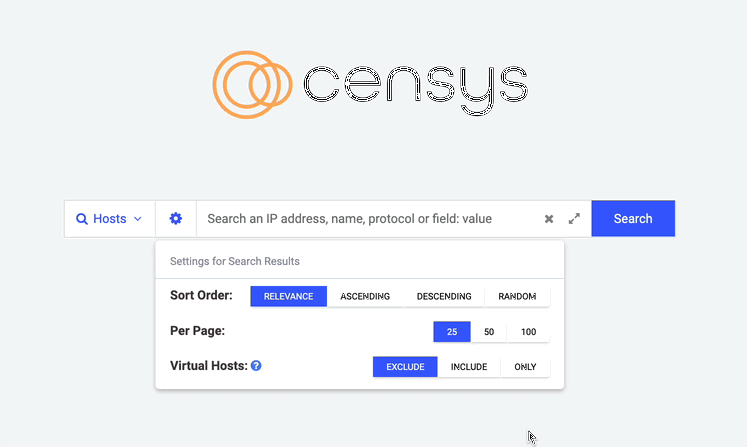 censys
Hosts
Search an IP address, name, protocol or field: value
Search
Settings for Search Results
Sort Order: RELEVANCE ASCENDING DESCENDING RANDOM
Per Page: 25 50 100
Virtual Hosts: ? EXCLUDE INCLUDE ONLY